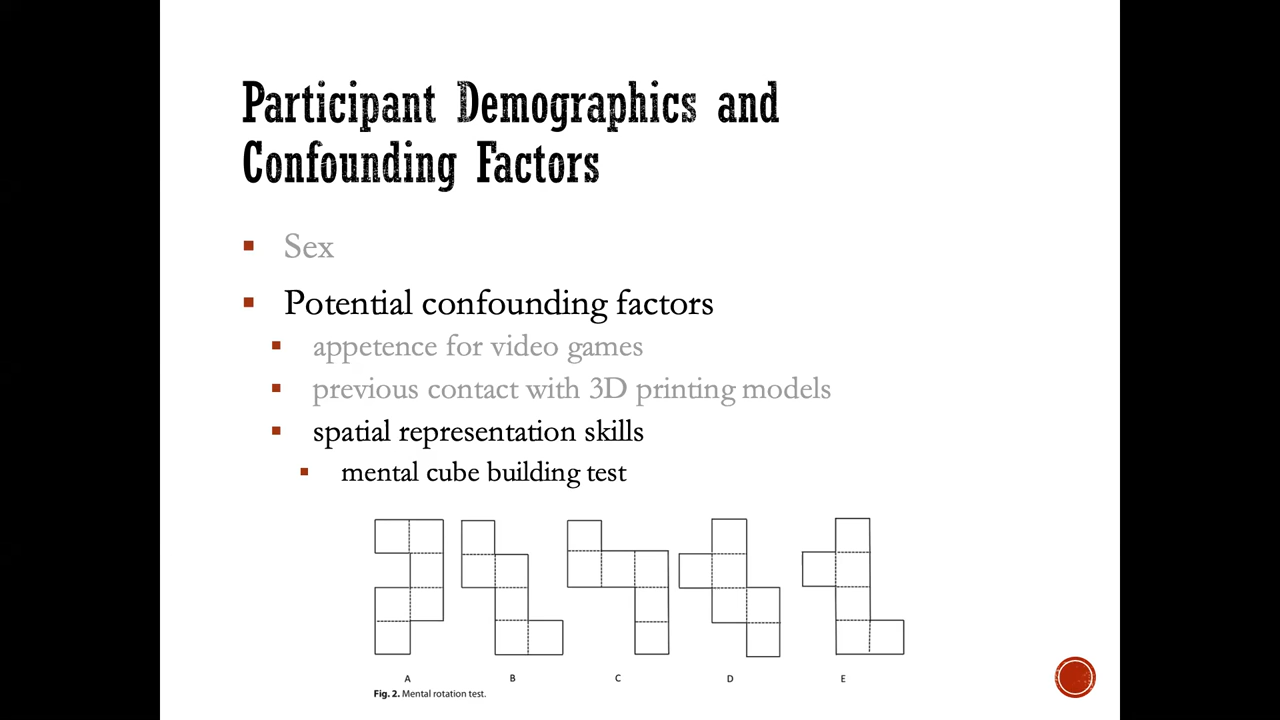 Participant Demographics and
Confounding Factors
Sex
Potential confounding factors
appetence for video games
previous contact with 3D printing models
spatial representation skills
mental cube building test
A B C D E
Fig. 2. Mental rotation test.